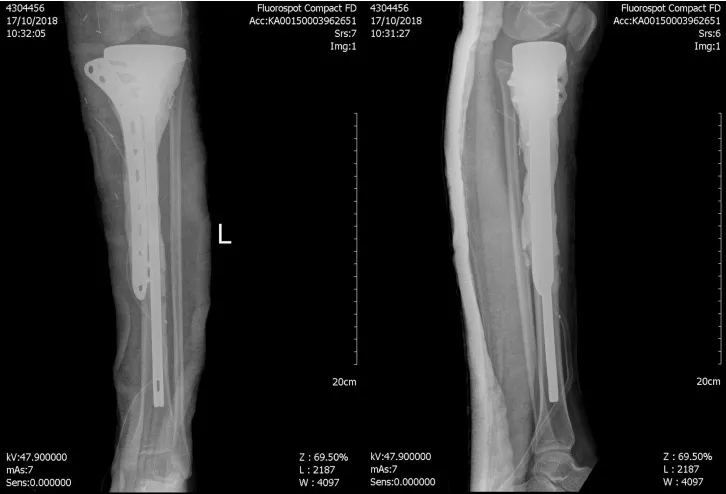 4304456
17/10/2018
10:32:05
Fluorospot Compact FD
Acc:KA00150003962651
Srs:7
Img:1
L
20cm
kV:47.900000
mAs:7
Sens:0.000000
Z : 69.50%
L : 2187
W : 4097
4304456
17/10/2018
10:31:27
Fluorospot Compact FD
Acc:KA00150003962651
Srs:6
Img:1
20cm
kV:47.900000
mAs:7
Sens:0.000000
Z : 69.50%
L : 2187
W : 4097